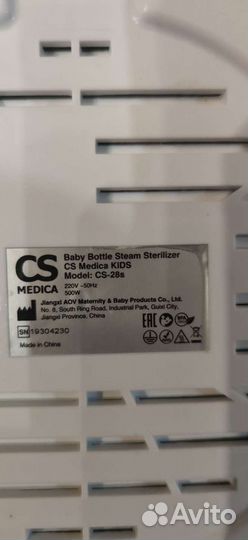 CS
MEDICA
Baby Bottle Steam Sterilizer
CS Medica KIDS
Model: CS-28s
220V ~50Hz
500W
Jiangxi AOV Maternity & Baby Products Co., Ltd.
No. 8, South Ring Road, Industrial Park, Guixi City,
Jiangxi Province, China
SN 19304230
Made in China
EAC
Avito